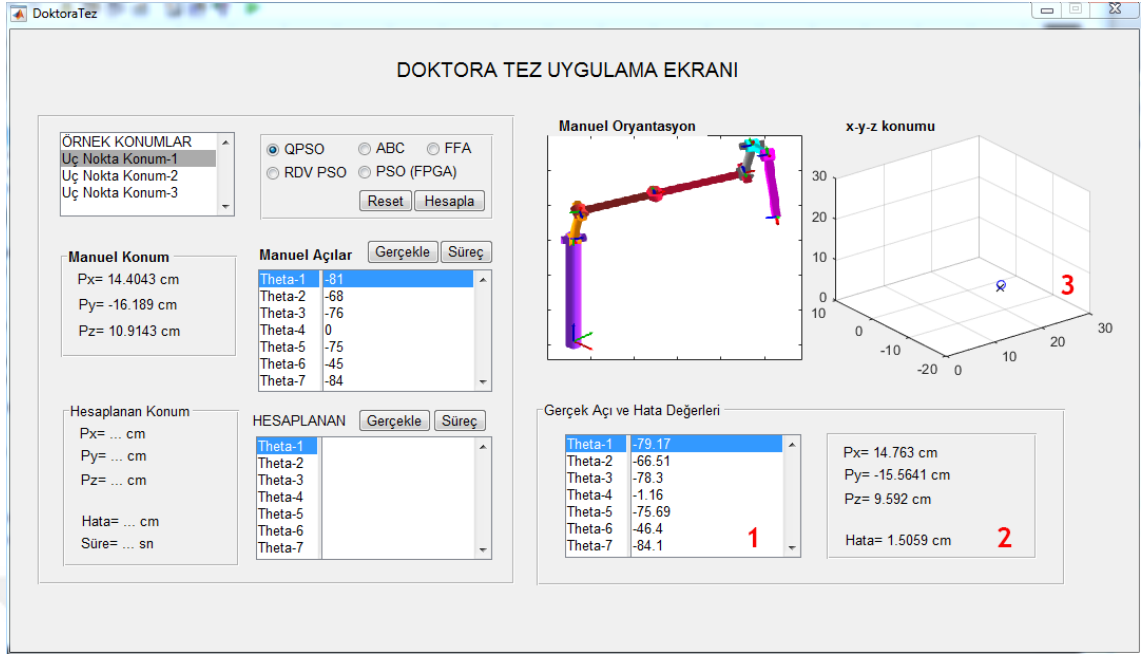 DoktoraTez
DOKTORA TEZ UYGULAMA EKRANI
ÖRNEK KONUMLAR
Uç Nokta Konum-1
Uç Nokta Konum-2
Uç Nokta Konum-3
QPSO ABC FFA
RDV PSO PSO (FPGA)
Reset Hesapla
Manuel Konum
Px= 14.4043 cm
Py= -16.189 cm
Pz= 10.9143 cm
Manuel Açılar Gerçekle Süreç
Theta-1 -81
Theta-2 -68
Theta-3 -76
Theta-4 0
Theta-5 -75
Theta-6 -45
Theta-7 -84
Hesaplanan Konum
Px= ... cm
Py= ... cm
Pz= ... cm
Hata= ... cm
Süre= ... sn
HESAPLANAN Gerçekle Süreç
Theta-1
Theta-2
Theta-3
Theta-4
Theta-5
Theta-6
Theta-7
Manuel Oryantasyon
x-y-z konumu
30
20
10
0
10
0
-10
-20
0
10
20
30
3
Gerçek Açı ve Hata Değerleri
Theta-1 -79.17
Theta-2 -66.51
Theta-3 -78.3
Theta-4 -1.16
Theta-5 -75.69
Theta-6 -46.4
Theta-7 -84.1
1
Px= 14.763 cm
Py= -15.5641 cm
Pz= 9.592 cm
Hata= 1.5059 cm
2